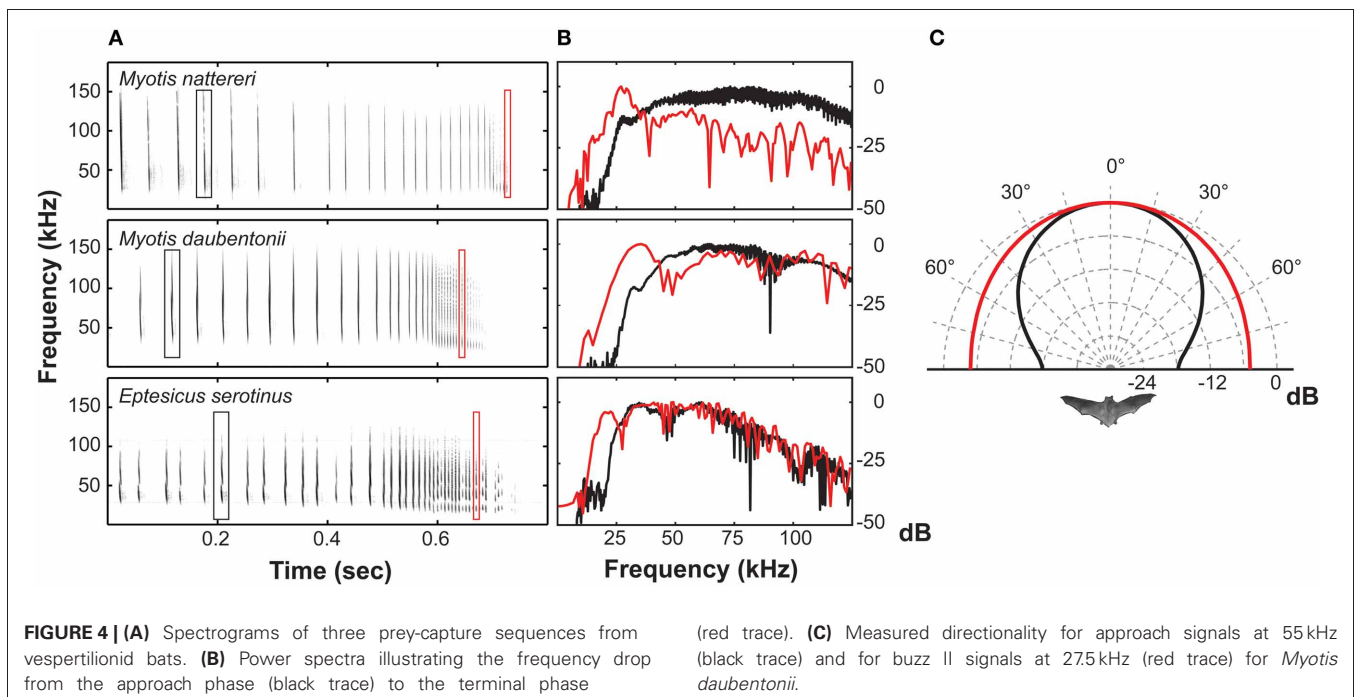 A
B
C
Myotis nattereri
150
100
50
Myotis daubentonii
150
100
50
Eptesicus serotinus
150
100
50
Frequency (kHz)
0.2 0.4 0.6
Time (sec)
0
-25
-50
0
-25
-50
0
-25
-50
dB
25 50 75 100
Frequency (kHz)
0°
30° 30°
60° 60°
-24 -12 0
dB
FIGURE 4 | (A) Spectrograms of three prey-capture sequences from
vespertilionid bats. (B) Power spectra illustrating the frequency drop
from the approach phase (black trace) to the terminal phase
(red trace). (C) Measured directionality for approach signals at 55 kHz
(black trace) and for buzz II signals at 27.5 kHz (red trace) for Myotis
daubentonii.